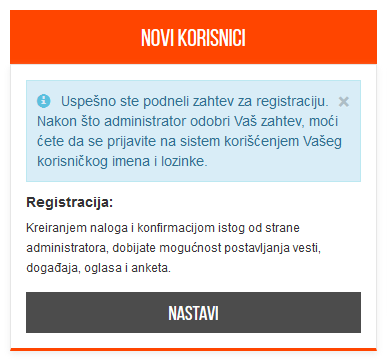 NOVI KORISNICI
Uspešno ste podneli zahtev za registraciju.
Nakon što administrator odobri Vaš zahtev, moći
ćete da se prijavite na sistem korišćenjem Vašeg
korisničkog imena i lozinke.
Registracija:
Kreiranjem naloga i konfirmacijom istog od strane
administratora, dobijate mogućnost postavljanja vesti,
događaja, oglasa i anketa.
NASTAVI